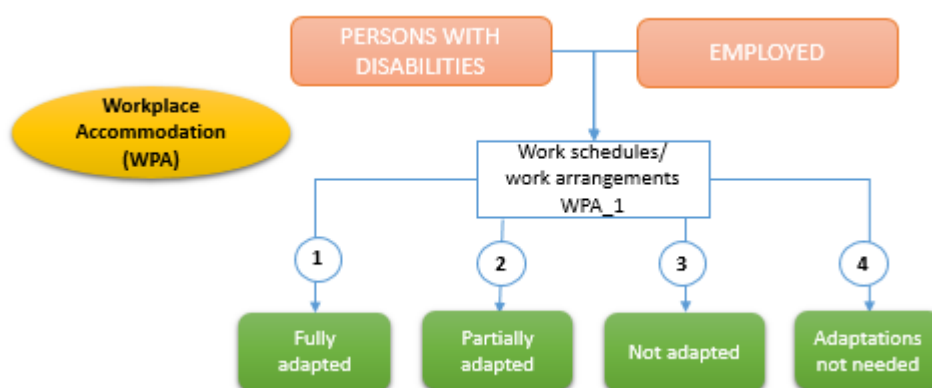 PERSONS WITH
DISABILITIES
EMPLOYED
Workplace
Accommodation
(WPA)
Work schedules/
work arrangements
WPA_1
1
2
3
4
Fully
adapted
Partially
adapted
Not adapted
Adaptations
not needed